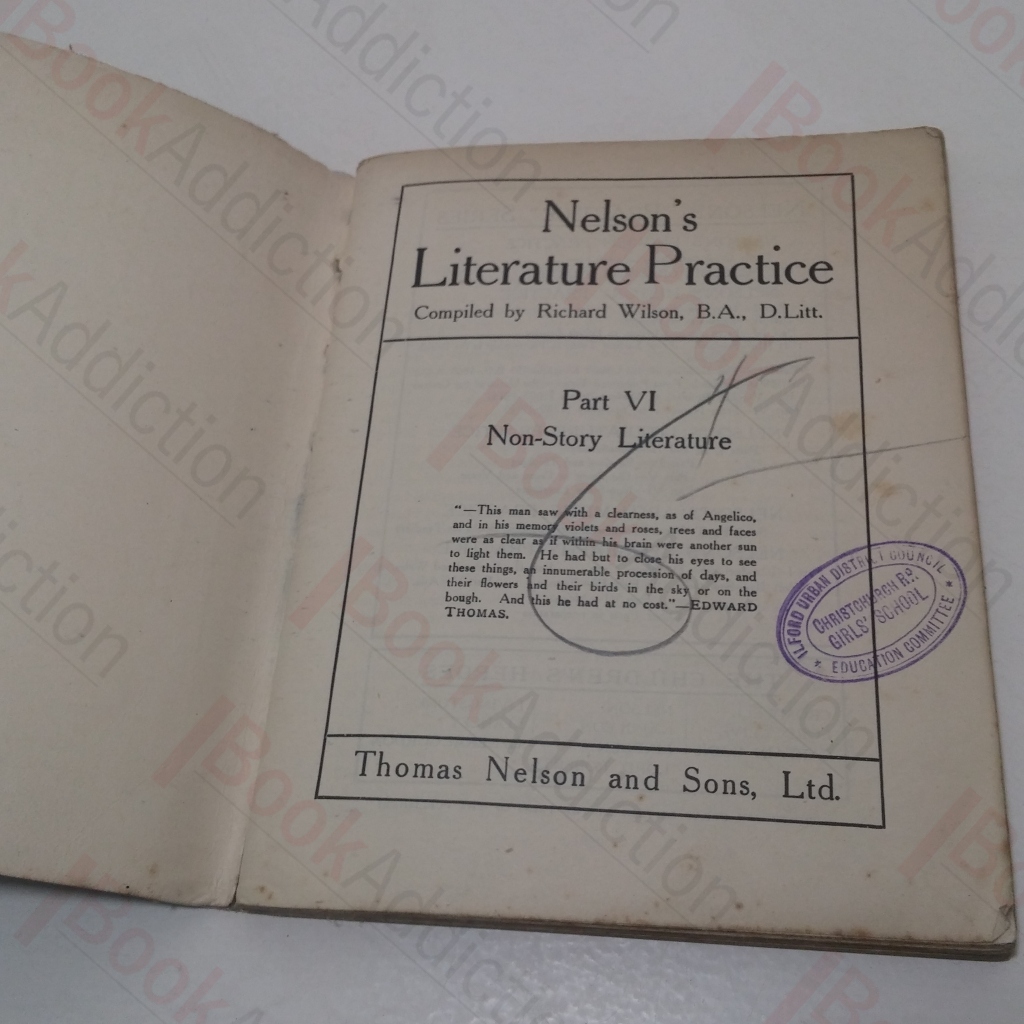 Nelson's
Literature Practice
Compiled by Richard Wilson, B.A., D.Litt.
Part VI
Non-Story Literature
"—This man saw with a clearness, as of Angelico,
and in his memory violets and roses, trees and faces
were as clear as if within his brain were another sun
to light them. He had but to close his eyes to see
these things, an innumerable procession of days, and
their flowers and their birds in the sky or on the
bough. And this he had at no cost."—EDWARD
THOMAS.
ILFORD URBAN DISTRICT COUNCIL
CHRISTCHURCH RD.
GIRLS' SCHOOL
* EDUCATION COMMITTEE *
Thomas Nelson and Sons, Ltd.
BookAddiction